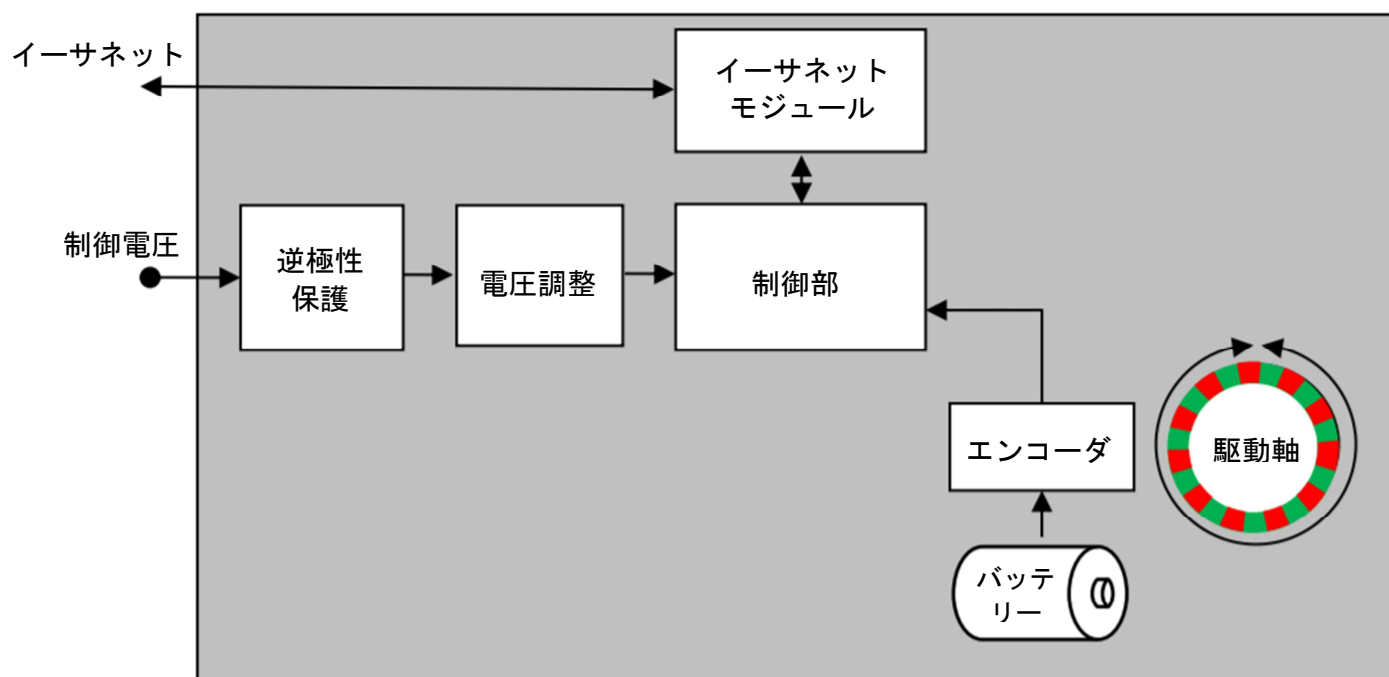 イーサネット
イーサネット
モジュール
制御電圧
逆極性
保護
電圧調整
制御部
エンコーダ
駆動軸
バッテ
リー